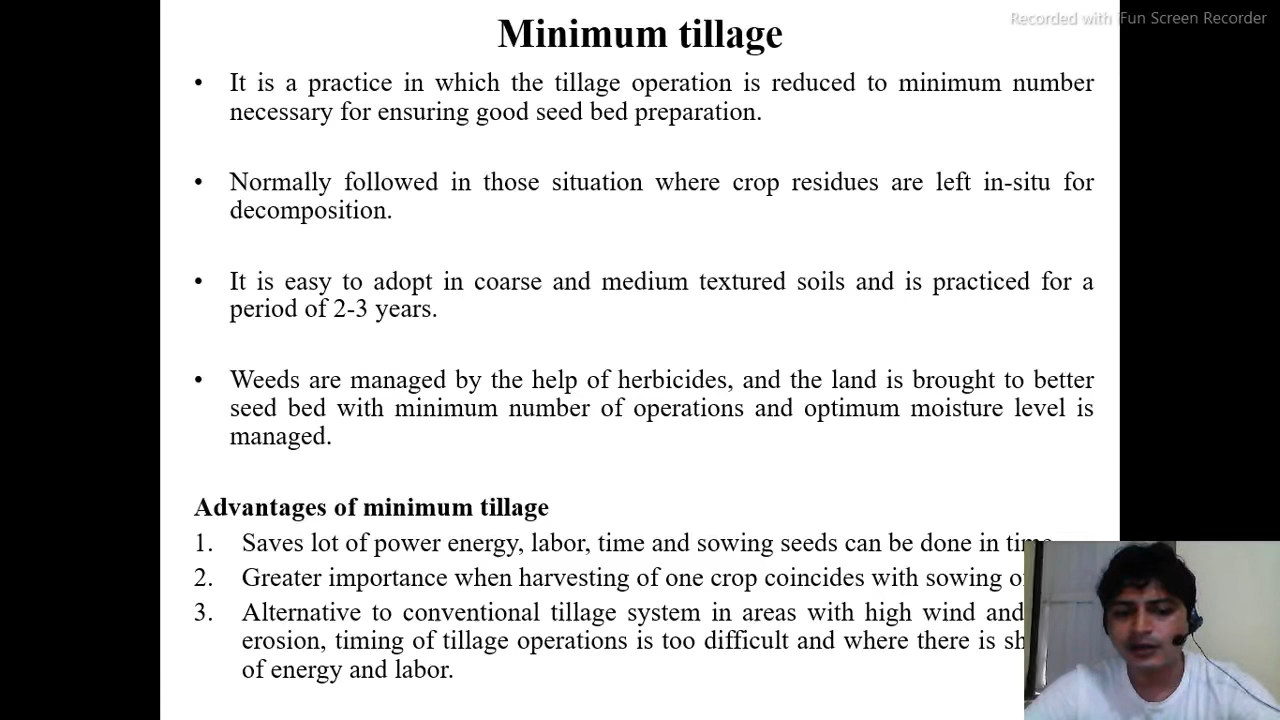 Minimum tillage
Recorded with iFun Screen Recorder
• It is a practice in which the tillage operation is reduced to minimum number
necessary for ensuring good seed bed preparation.
• Normally followed in those situation where crop residues are left in-situ for
decomposition.
• It is easy to adopt in coarse and medium textured soils and is practiced for a
period of 2-3 years.
• Weeds are managed by the help of herbicides, and the land is brought to better
seed bed with minimum number of operations and optimum moisture level is
managed.
Advantages of minimum tillage
1. Saves lot of power energy, labor, time and sowing seeds can be done in time.
2. Greater importance when harvesting of one crop coincides with sowing
3. Alternative to conventional tillage system in areas with high wind and
erosion, timing of tillage operations is too difficult and where there is
of energy and labor.